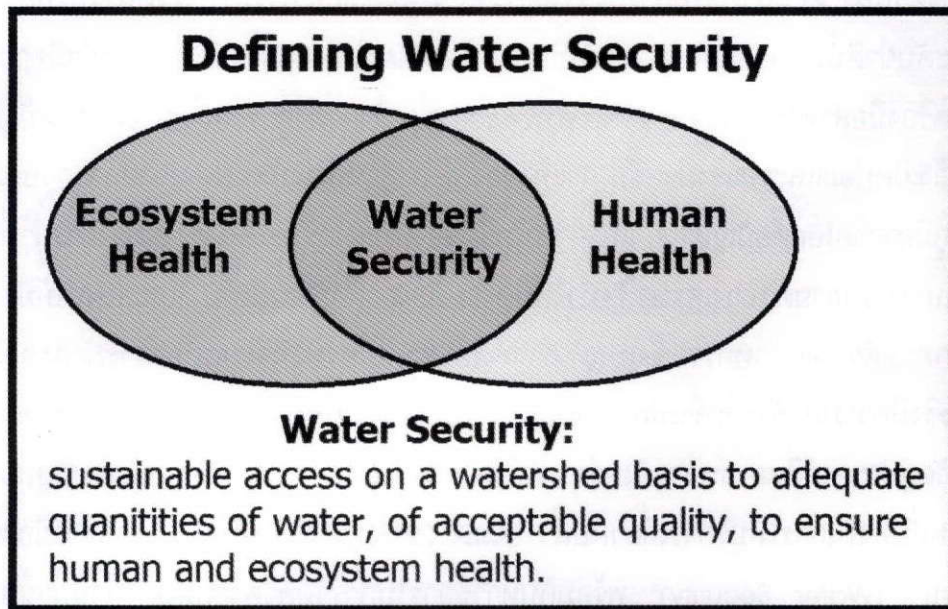 Defining Water Security
Ecosystem
Health
Water
Security
Human
Health
Water Security:
sustainable access on a watershed basis to adequate
quanitities of water, of acceptable quality, to ensure
human and ecosystem health.